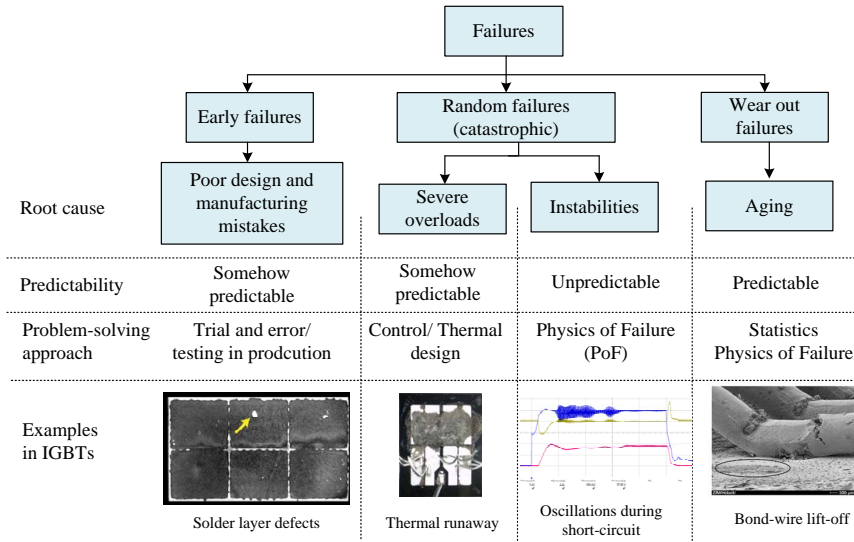 Failures
Early failures
Random failures
(catastrophic)
Wear out
failures
Root cause
Poor design and
manufacturing
mistakes
Severe
overloads
Instabilities
Aging
Predictability
Somehow
predictable
Somehow
predictable
Unpredictable
Predictable
Problem-solving
approach
Trial and error/
testing in prodcution
Control/ Thermal
design
Physics of Failure
(PoF)
Statistics
Physics of Failure
Examples
in IGBTs
Solder layer defects
Thermal runaway
Oscillations during
short-circuit
Bond-wire lift-off